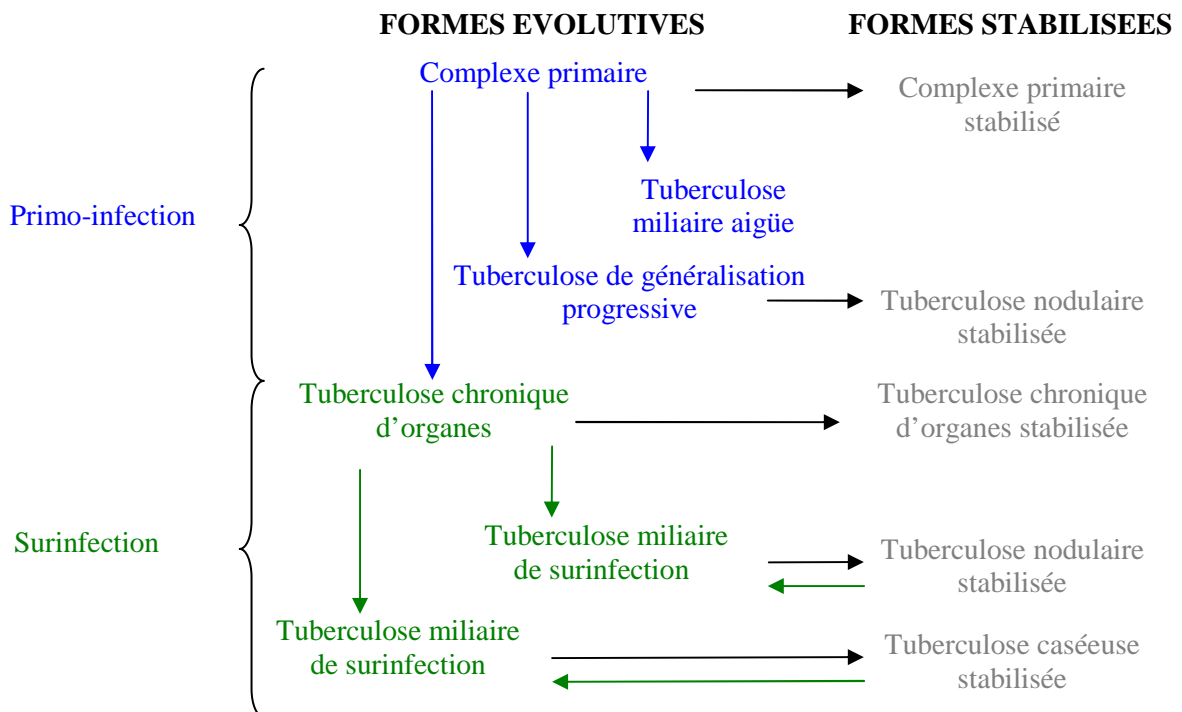 FORMES EVOLUTIVES
FORMES STABILISEES
Complexe primaire
Complexe primaire
stabilisé
Tuberculose
miliaire aigüe
Primo-infection
Tuberculose de généralisation
progressive
Tuberculose nodulaire
stabilisée
Tuberculose chronique
d’organes
Tuberculose chronique
d’organes stabilisée
Surinfection
Tuberculose miliaire
de surinfection
Tuberculose nodulaire
stabilisée
Tuberculose miliaire
de surinfection
Tuberculose caséeuse
stabilisée